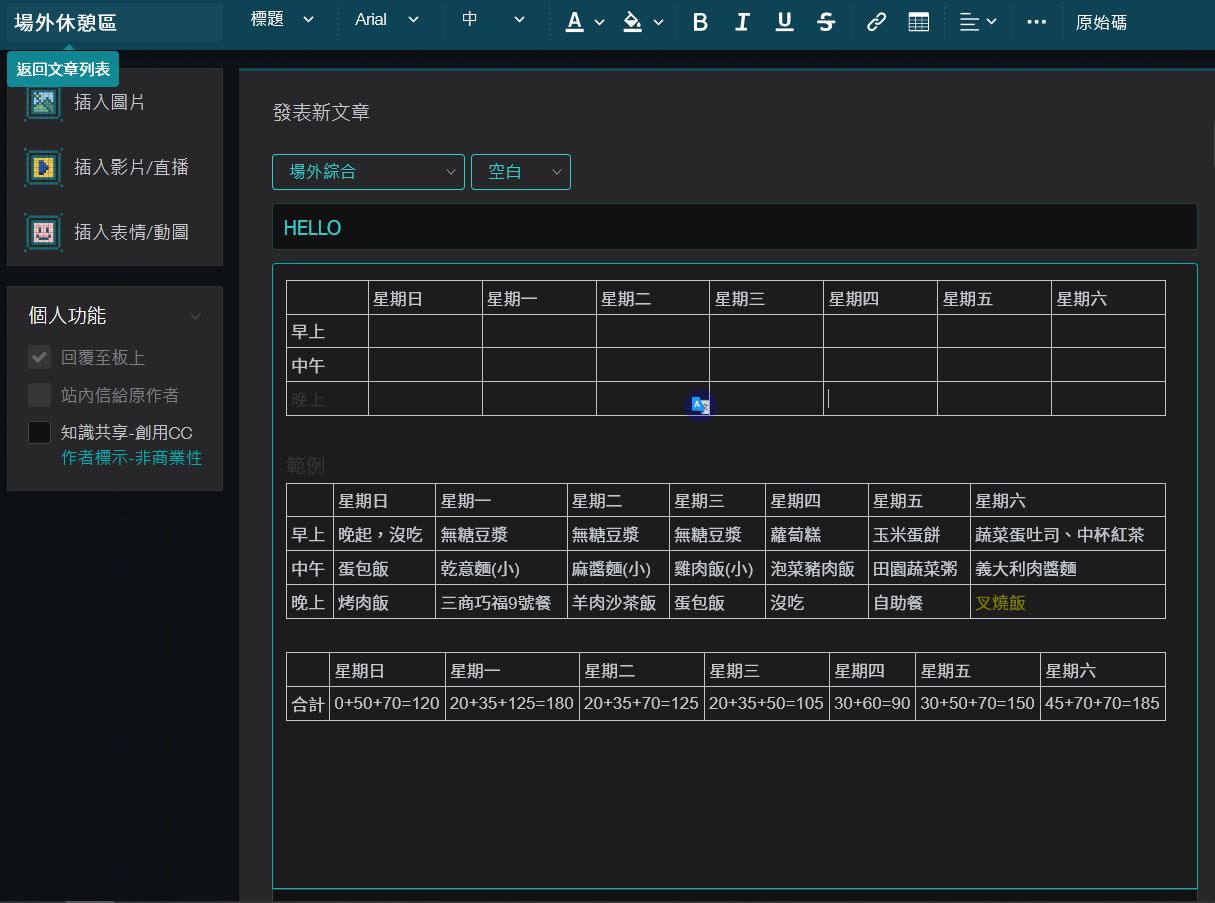 場外休憩區 標題 Arial 中 A B I U S 原始碼
返回文章列表
插入圖片
插入影片/直播
插入表情/動圖
個人功能
回覆至板上
站內信給原作者
知識共享-創用CC
作者標示-非商業性
發表新文章
場外綜合 空白
HELLO
星期日 星期一 星期二 星期三 星期四 星期五 星期六
早上
中午
晚上
範例
星期日 星期一 星期二 星期三 星期四 星期五 星期六
早上 晚起，沒吃 無糖豆漿 無糖豆漿 無糖豆漿 蘿蔔糕 玉米蛋餅 蔬菜蛋吐司、中杯紅茶
中午 蛋包飯 乾意麵(小) 麻醬麵(小) 雞肉飯(小) 泡菜豬肉飯 田園蔬菜粥 義大利肉醬麵
晚上 烤肉飯 三商巧福9號餐 羊肉沙茶飯 蛋包飯 沒吃 自助餐 叉燒飯
星期日 星期一 星期二 星期三 星期四 星期五 星期六
合計 0+50+70=120 20+35+125=180 20+35+70=125 20+35+50=105 30+60=90 30+50+70=150 45+70+70=185